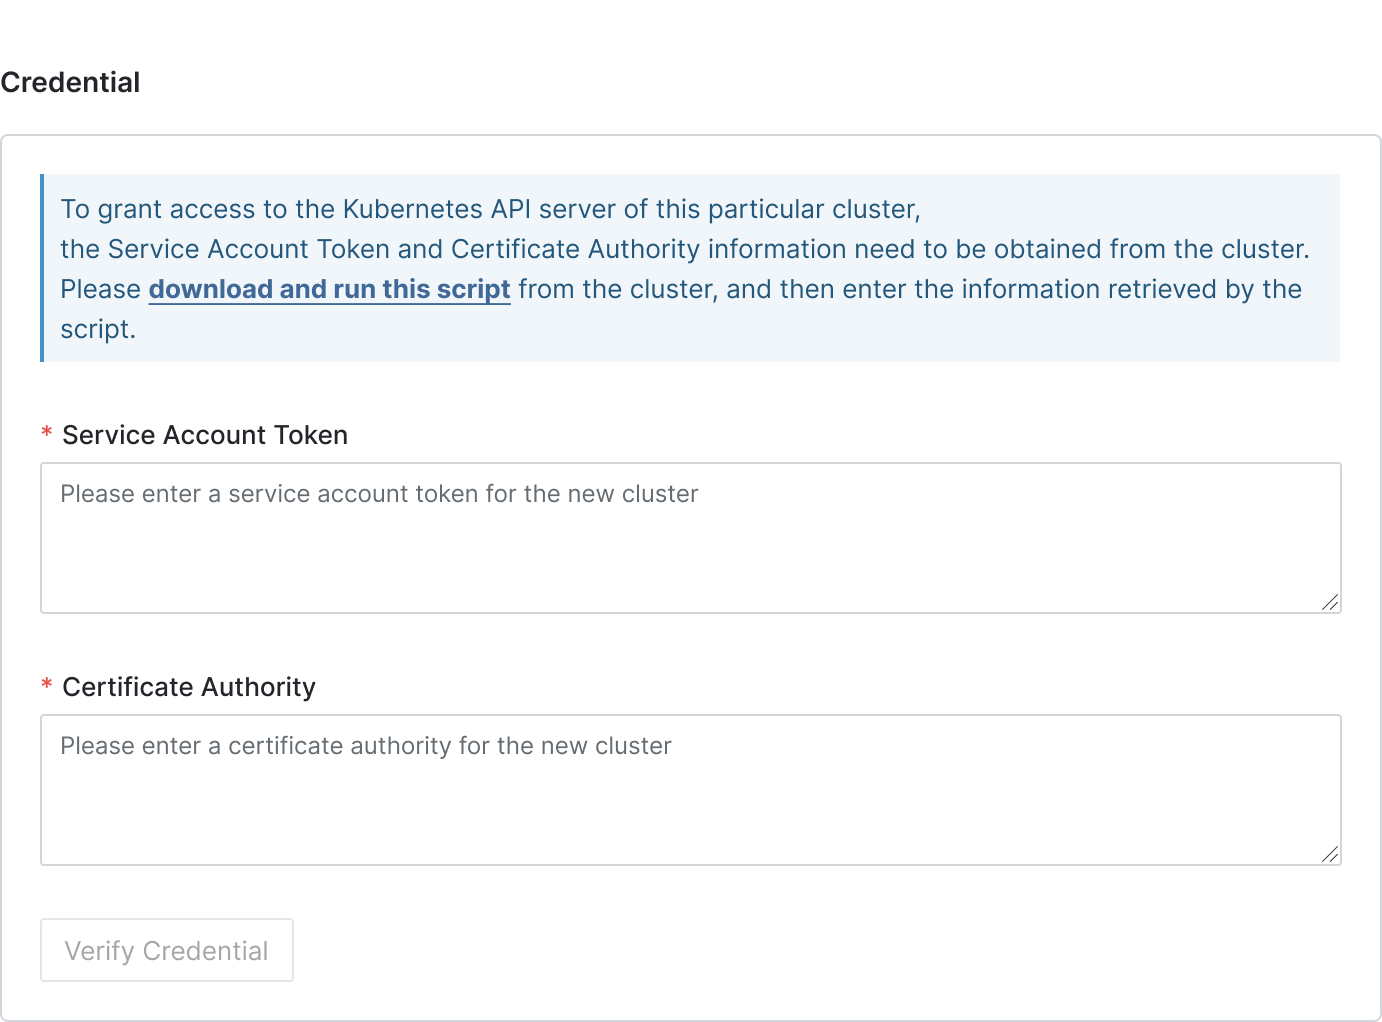 Credential
To grant access to the Kubernetes API server of this particular cluster,
the Service Account Token and Certificate Authority information need to be obtained from the cluster.
Please download and run this script from the cluster, and then enter the information retrieved by the
script.
* Service Account Token
Please enter a service account token for the new cluster
* Certificate Authority
Please enter a certificate authority for the new cluster
Verify Credential